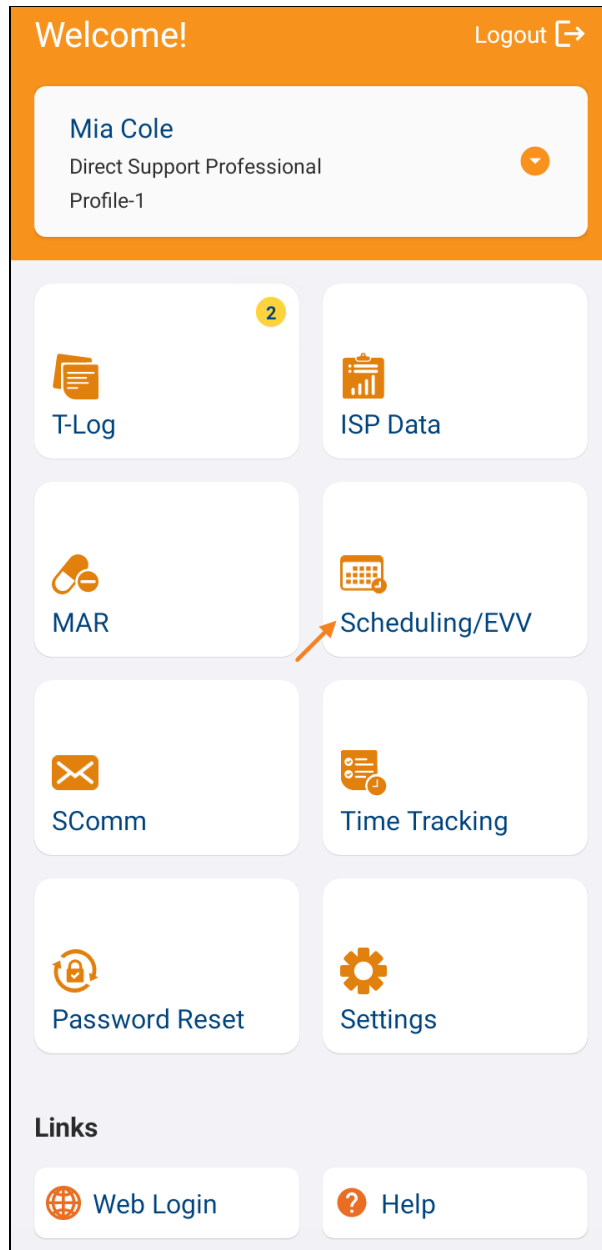 Welcome!
Logout
Mia Cole
Direct Support Professional
Profile-1
2
T-Log
ISP Data
MAR
Scheduling/EVV
SComm
Time Tracking
Password Reset
Settings
Links
Web Login
? Help